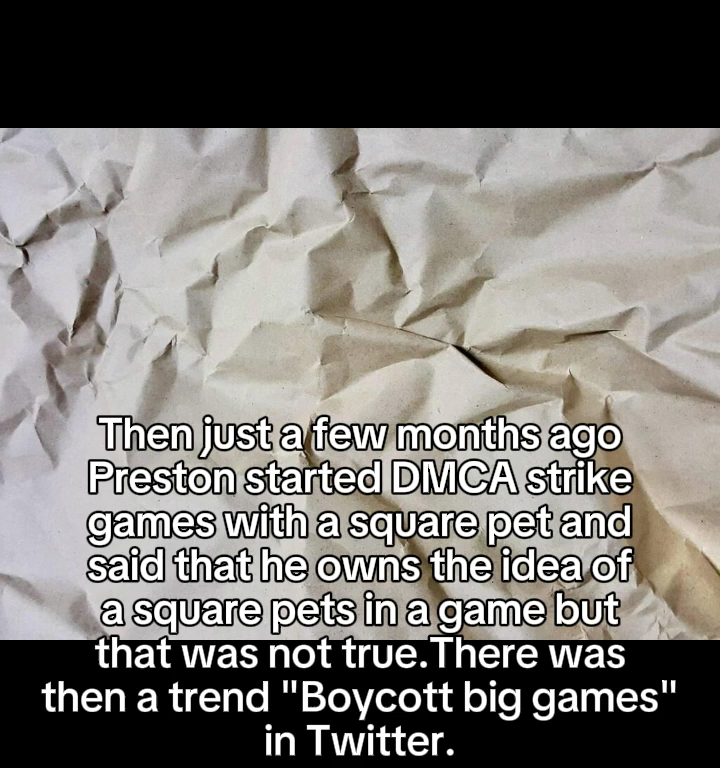 Then just a few months ago
Preston started DMCA strike
games with a square pet and
said that he owns the idea of
a square pets in a game but
that was not true.There was
then a trend "Boycott big games"
in Twitter.